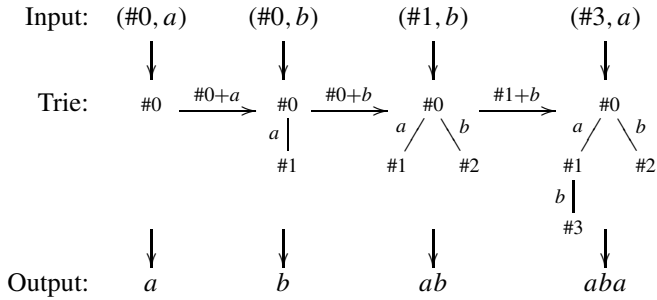 Input: (#0, a) (#0, b) (#1, b) (#3, a)
#0+a #0+b #1+b
Trie: #0 #0 #0 #0
a a b a b
#1 #1 #2 #1 #2
b
#3
Output: a b ab aba